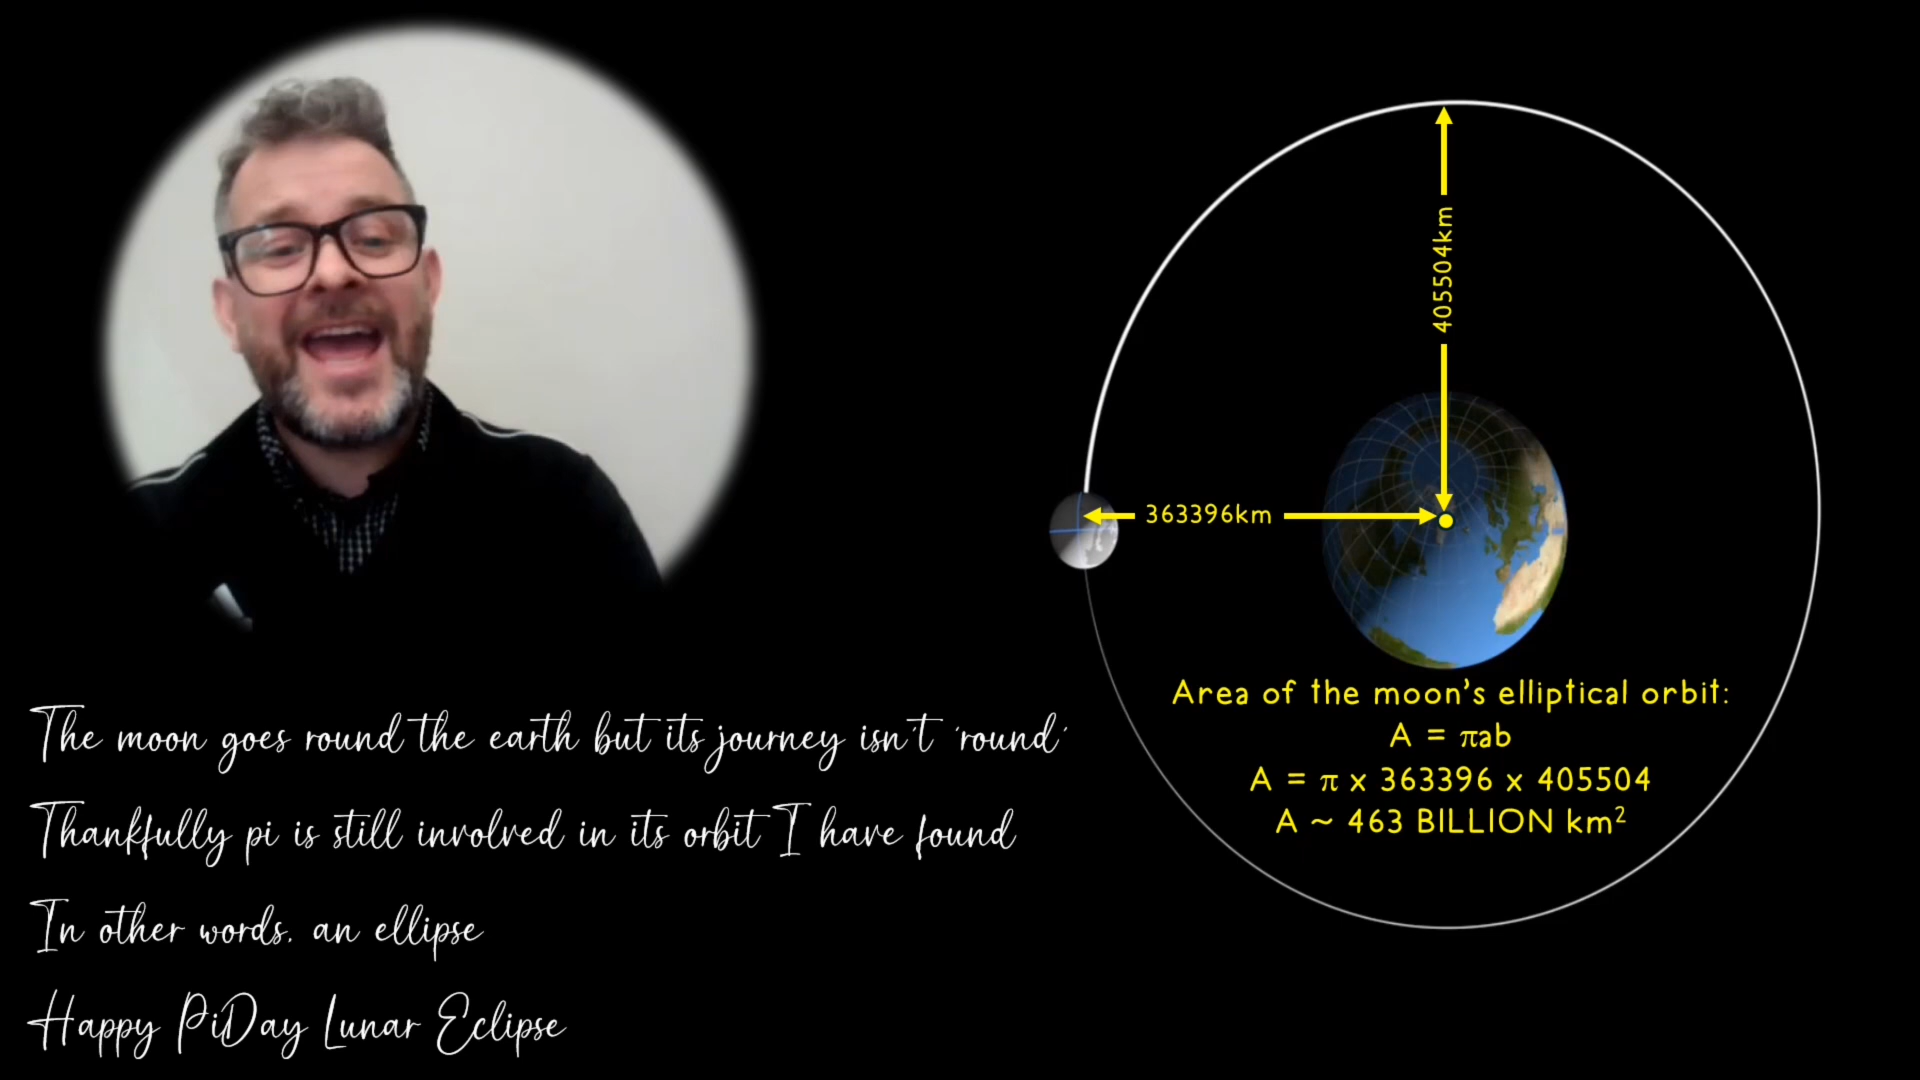 The moon goes round the earth but its journey isn't 'round'
Thankfully pi is still involved in its orbit I have found
In other words, an ellipse
Happy PiDay Lunar Eclipse
405504km
363396km
Area of the moon's elliptical orbit:
A = πab
A = π x 363396 x 405504
A ~ 463 BILLION km²